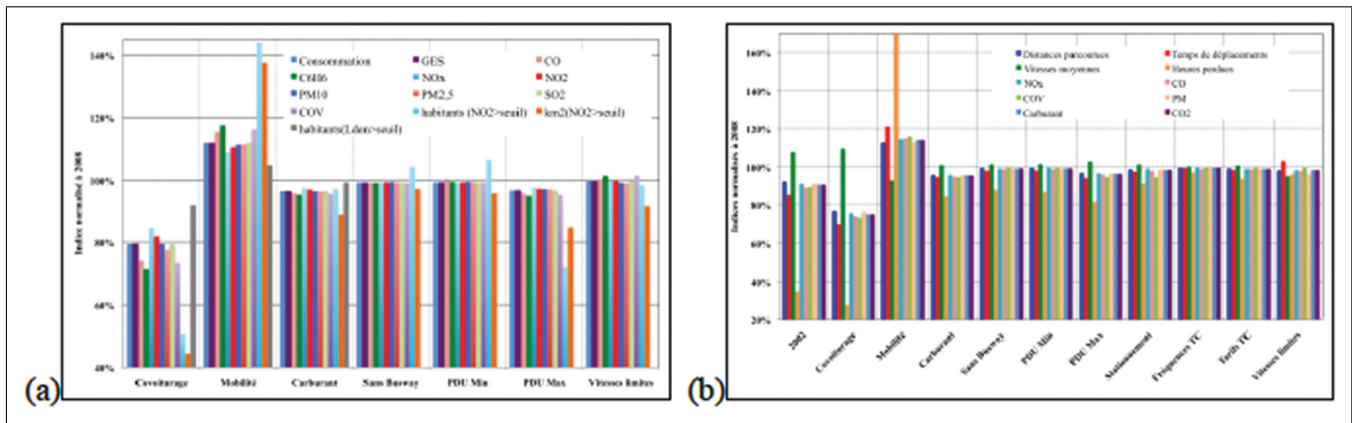 140%
120%
100%
80%
60%
40%
Indice normalisé à 2008
Consommation GES CO
C6H6 NOx NO2
PM10 PM2,5 SO2
COV habitants (NO2>seuil) km2(NO2>seuil)
habitants(Lden>seuil)
Covoiturage Mobilité Carburant Sans Busway PDU Min PDU Max Vitesses limites
(a)
160%
140%
120%
100%
80%
60%
40%
20%
Indices normalisés à 2008
Distances parcourues Temps de déplacements
Vitesses moyennes Heures perdues
NOx CO
COV PM
Carburant CO2
2002 Covoiturage Mobilité Carburant Sans Busway PDU Min PDU Max Stationnement Fréquences TC Tarifs TC Vitesses limites
(b)